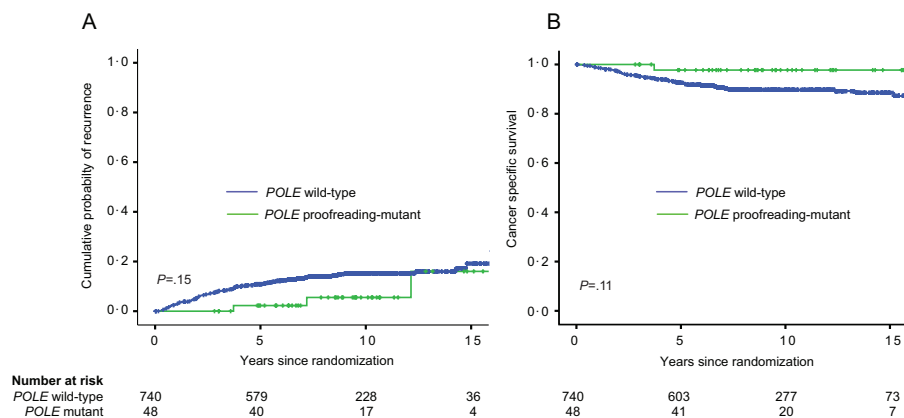 A
Cumulative probabilty of recurrence
1·0
0·8
0·6
0·4
0·2
0·0
POLE wild-type
POLE proofreading-mutant
P=.15
0 5 10 15
Years since randomization
B
Cancer specific survival
1·0
0·8
0·6
0·4
0·2
0·0
POLE wild-type
POLE proofreading-mutant
P=.11
0 5 10 15
Years since randomization
Number at risk
POLE wild-type 740 579 228 36 740 603 277 73
POLE mutant 48 40 17 4 48 41 20 7